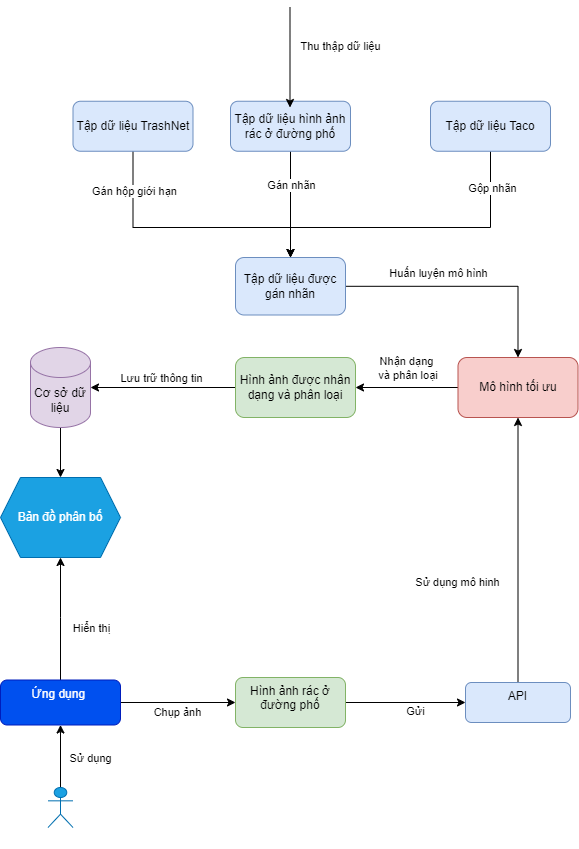 Thu thập dữ liệu
Tập dữ liệu TrashNet
Tập dữ liệu hình ảnh
rác ở đường phố
Tập dữ liệu Taco
Gán hộp giới hạn
Gán nhãn
Gộp nhãn
Tập dữ liệu được
gán nhãn
Huấn luyện mô hình
Cơ sở dữ
liệu
Lưu trữ thông tin
Hình ảnh được nhân
dạng và phân loại
Nhận dạng
và phân loại
Mô hình tối ưu
Bản đồ phân bố
Sử dụng mô hinh
Hiển thị
Ứng dụng
Chụp ảnh
Hình ảnh rác ở
đường phố
Gửi
API
Sử dụng